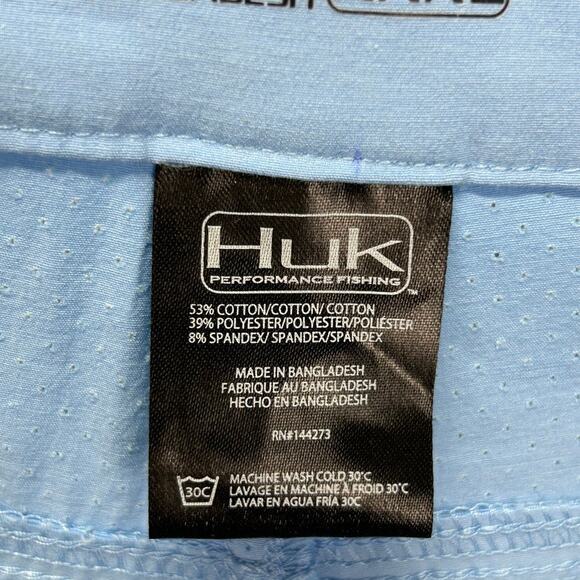 Huk
PERFORMANCE FISHING
™
53% COTTON/COTTON/ COTTON
39% POLYESTER/POLYESTER/POLIÉSTER
8% SPANDEX/ SPANDEX/SPANDEX
MADE IN BANGLADESH
FABRIQUE AU BANGLADESH
HECHO EN BANGLADESH
RN#144273
30C
MACHINE WASH COLD 30°C
LAVAGE EN MACHINE À FROID 30°C
LAVAR EN AGUA FRÍA 30C